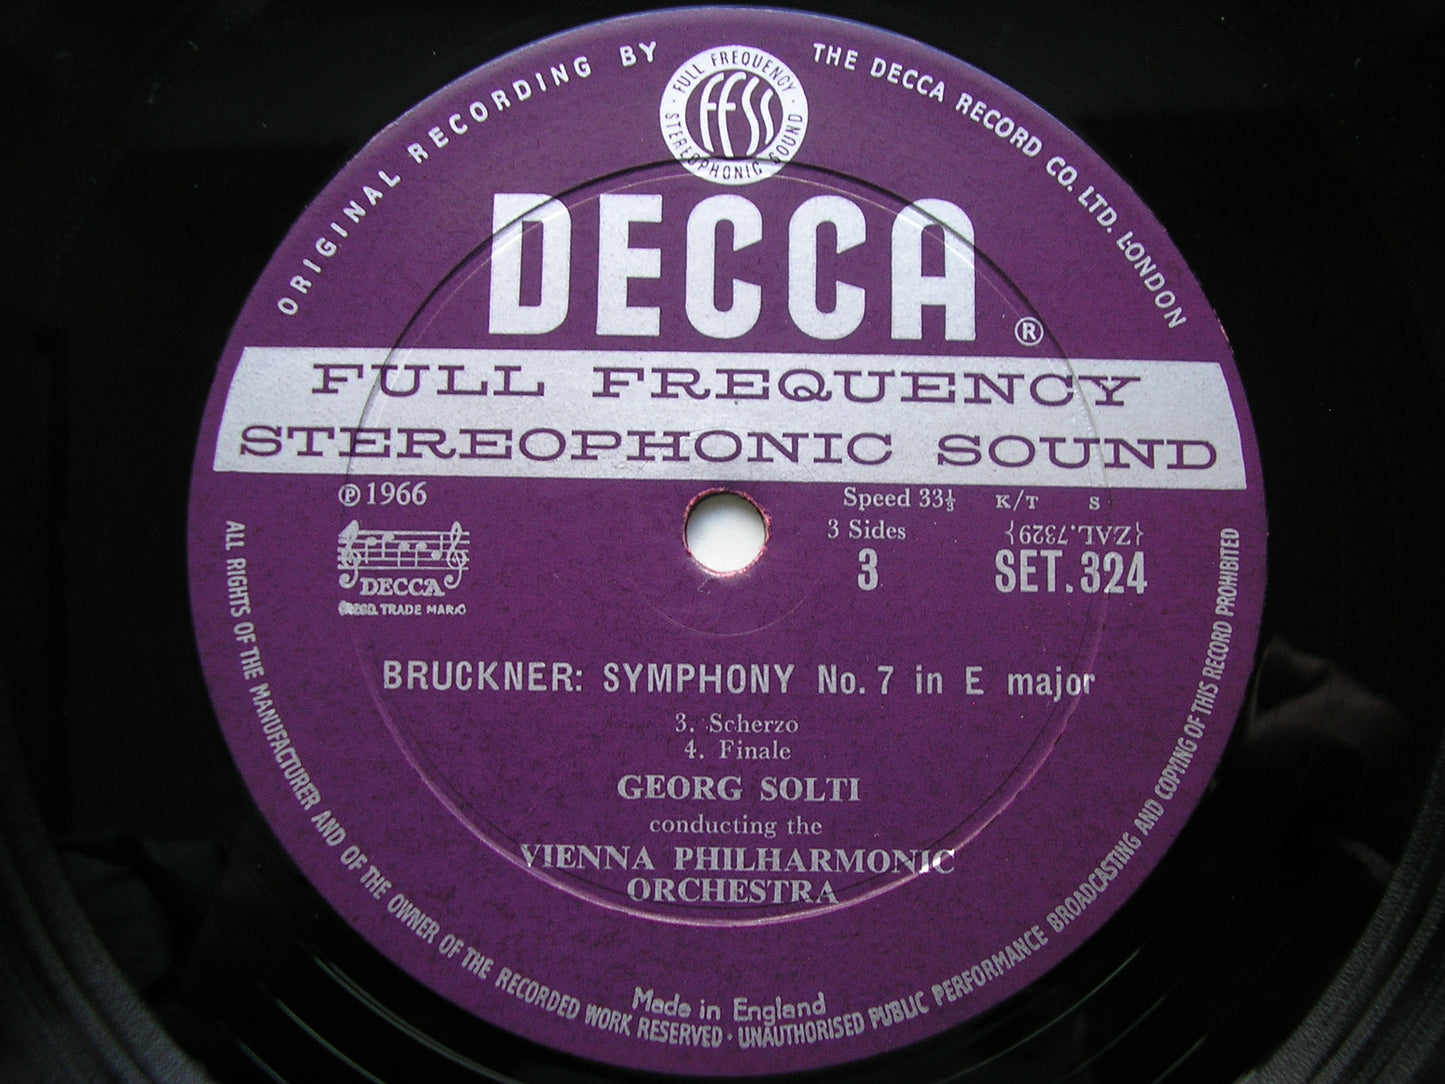 ORIGINAL RECORDING BY
THE DECCA RECORD CO. LTD. LONDON
FULL FREQUENCY
STEREOPHONIC SOUND
FFSS
DECCA ®
FULL FREQUENCY
STEREOPHONIC SOUND
℗ 1966
Speed 33⅓ K/T S
3 Sides {ZAL.7329}
3 SET.324
DECCA
REGD. TRADE MARK
BRUCKNER: SYMPHONY No. 7 in E major
3. Scherzo
4. Finale
GEORG SOLTI
conducting the
VIENNA PHILHARMONIC
ORCHESTRA
Made in England
ALL RIGHTS OF THE MANUFACTURER AND OF THE OWNER OF THE RECORDED WORK RESERVED · UNAUTHORISED PUBLIC PERFORMANCE BROADCASTING AND COPYING OF THIS RECORD PROHIBITED